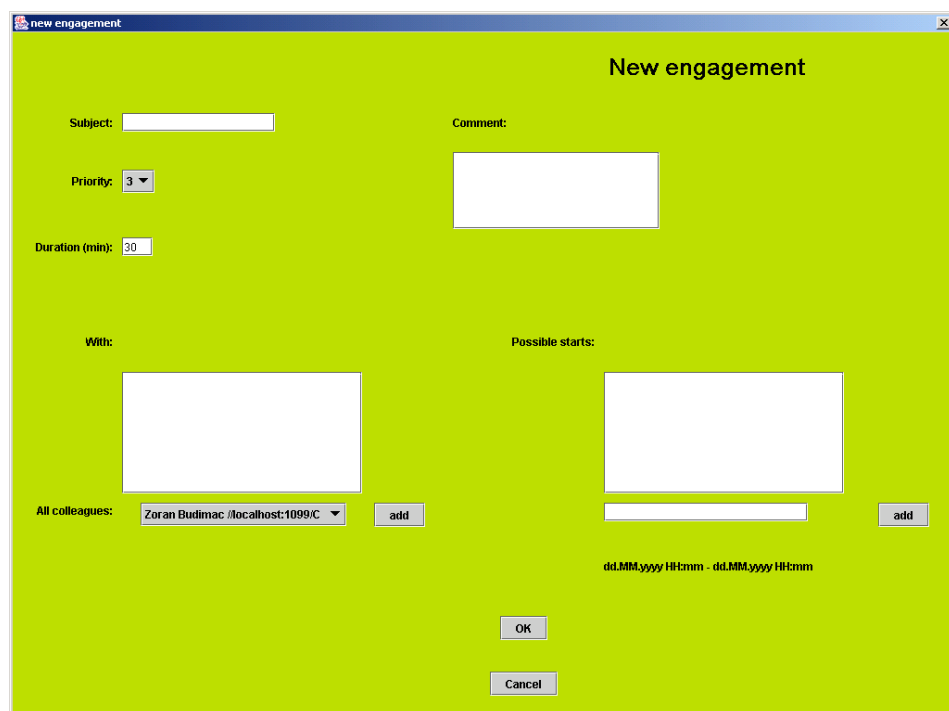 new engagement
New engagement
Subject:
Comment:
Priority: 3
Duration (min): 30
With:
Possible starts:
All colleagues: Zoran Budimac //localhost:1099/C add
add
dd.MM.yyyy HH:mm - dd.MM.yyyy HH:mm
OK
Cancel